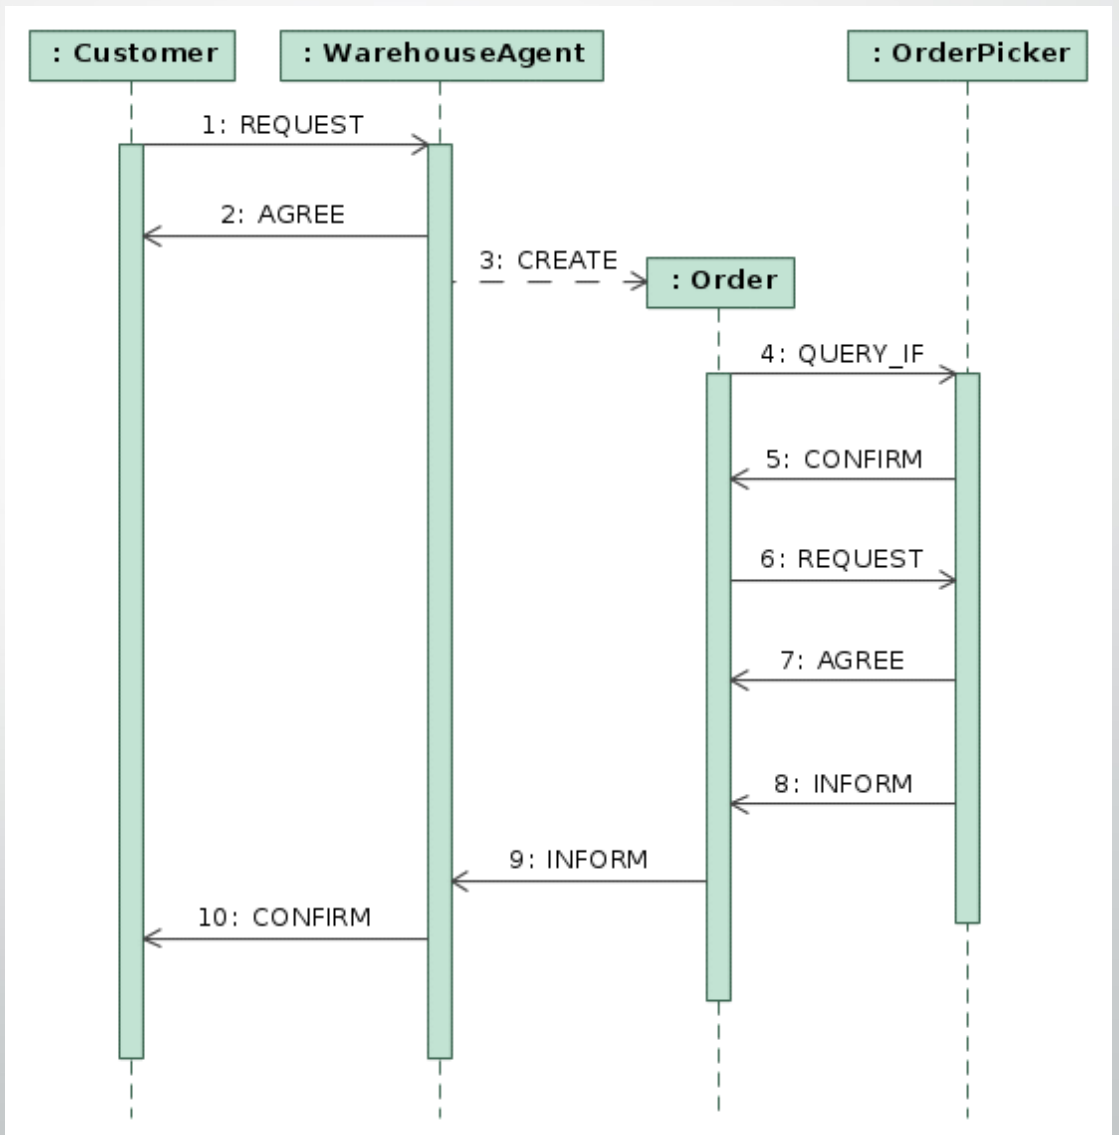 : Customer
: WarehouseAgent
: OrderPicker
1: REQUEST
2: AGREE
3: CREATE
: Order
4: QUERY_IF
5: CONFIRM
6: REQUEST
7: AGREE
8: INFORM
9: INFORM
10: CONFIRM